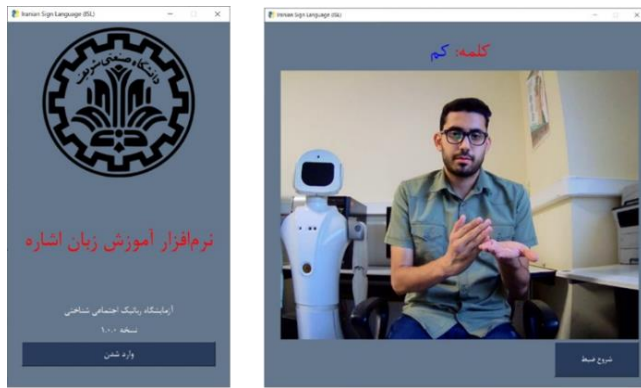 Iranian Sign Language (ISL)
دانشگاه صنعتی شریف
نرم‌افزار آموزش زبان اشاره
آزمایشگاه رباتیک اجتماعی شناختی
نسخه ۱.۰.۰
وارد شدن
Iranian Sign Language (ISL)
کلمه: کم
شروع ضبط